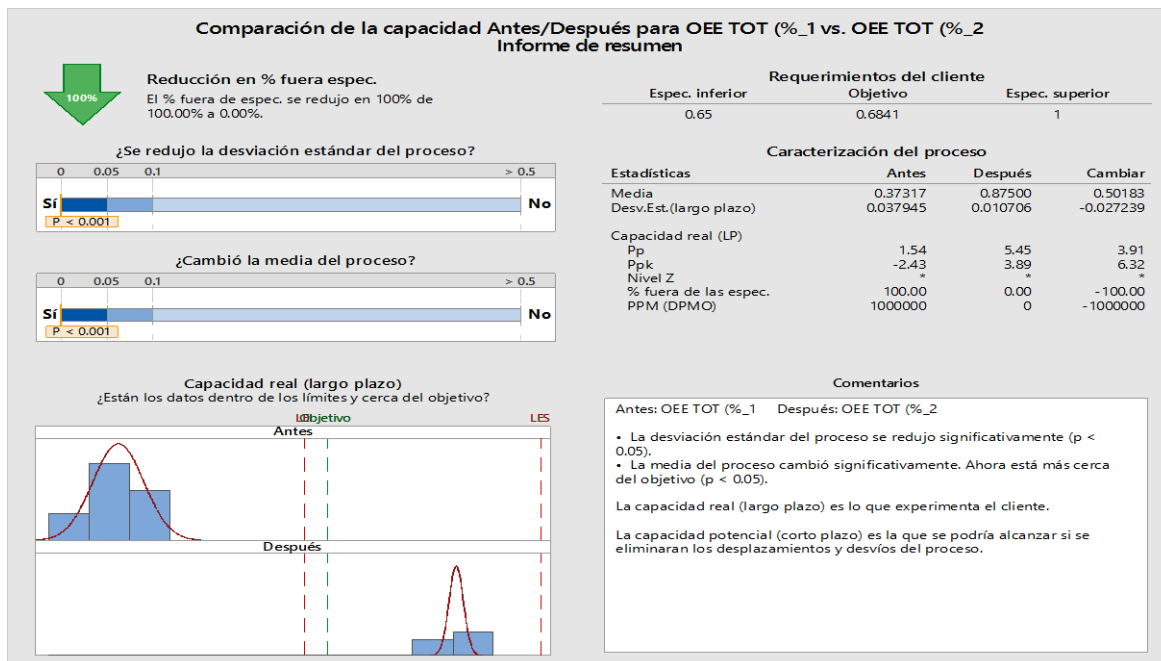 Comparación de la capacidad Antes/Después para OEE TOT (%_1 vs. OEE TOT (%_2
Informe de resumen
100%
Reducción en % fuera espec.
El % fuera de espec. se redujo en 100% de
100.00% a 0.00%.
¿Se redujo la desviación estándar del proceso?
0 0.05 0.1 > 0.5
Sí No
P < 0.001
¿Cambió la media del proceso?
0 0.05 0.1 > 0.5
Sí No
P < 0.001
Requerimientos del cliente
Espec. inferior Objetivo Espec. superior
0.65 0.6841 1
Caracterización del proceso
Estadísticas Antes Después Cambiar
Media 0.37317 0.87500 0.50183
Desv.Est.(largo plazo) 0.037945 0.010706 -0.027239
Capacidad real (LP)
Pp 1.54 5.45 3.91
Ppk -2.43 3.89 6.32
Nivel Z * * *
% fuera de las espec. 100.00 0.00 -100.00
PPM (DPMO) 1000000 0 -1000000
Capacidad real (largo plazo)
¿Están los datos dentro de los límites y cerca del objetivo?
Objetivo LES
Antes
Después
Comentarios
Antes: OEE TOT (%_1 Después: OEE TOT (%_2
• La desviación estándar del proceso se redujo significativamente (p <
0.05).
• La media del proceso cambió significativamente. Ahora está más cerca
del objetivo (p < 0.05).
La capacidad real (largo plazo) es lo que experimenta el cliente.
La capacidad potencial (corto plazo) es la que se podría alcanzar si se
eliminaran los desplazamientos y desvíos del proceso.